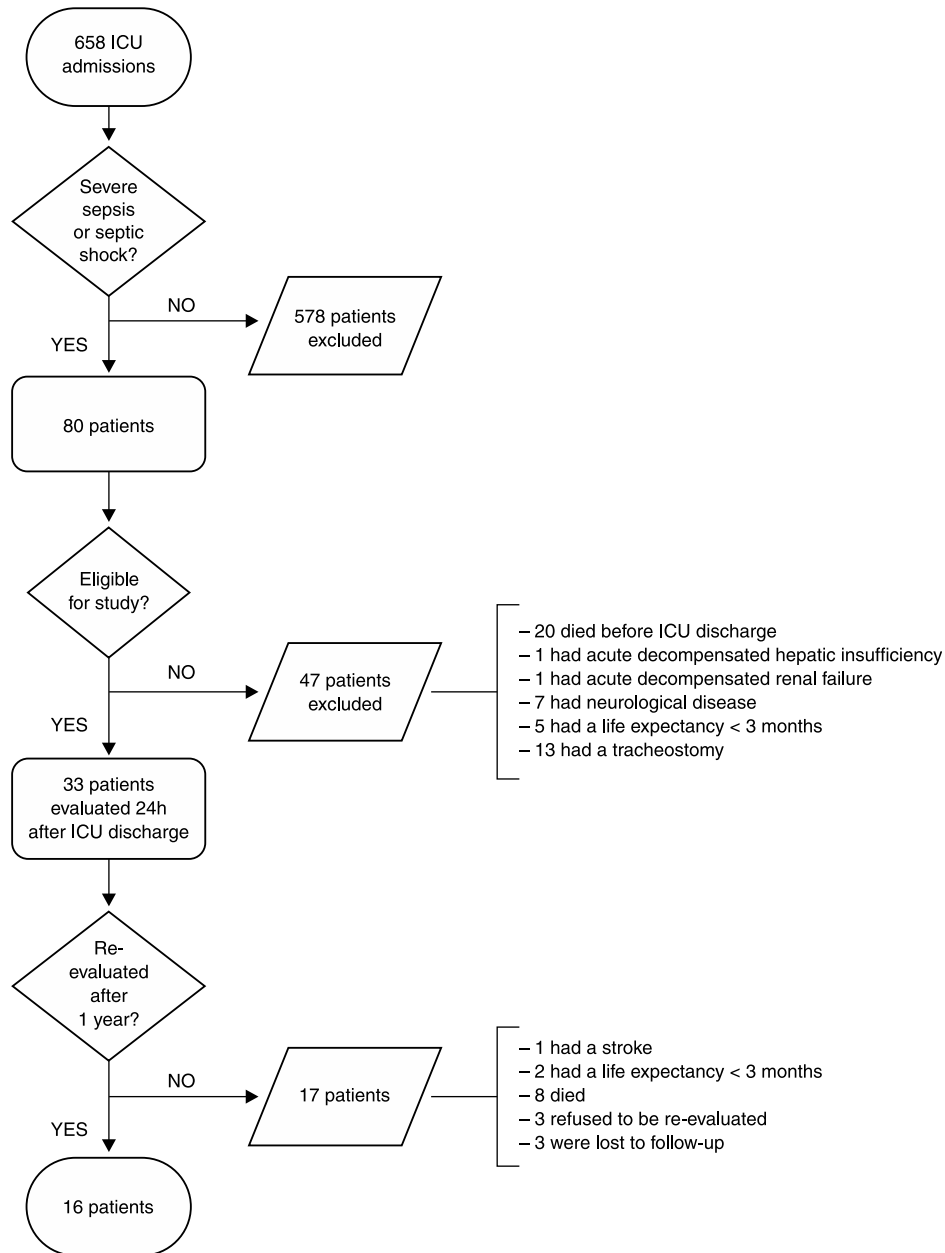 658 ICU
admissions
Severe
sepsis
or septic
shock?
NO
578 patients
excluded
YES
80 patients
Eligible
for study?
NO
47 patients
excluded
– 20 died before ICU discharge
– 1 had acute decompensated hepatic insufficiency
– 1 had acute decompensated renal failure
– 7 had neurological disease
– 5 had a life expectancy < 3 months
– 13 had a tracheostomy
YES
33 patients
evaluated 24h
after ICU discharge
Re-
evaluated
after
1 year?
NO
17 patients
– 1 had a stroke
– 2 had a life expectancy < 3 months
– 8 died
– 3 refused to be re-evaluated
– 3 were lost to follow-up
YES
16 patients